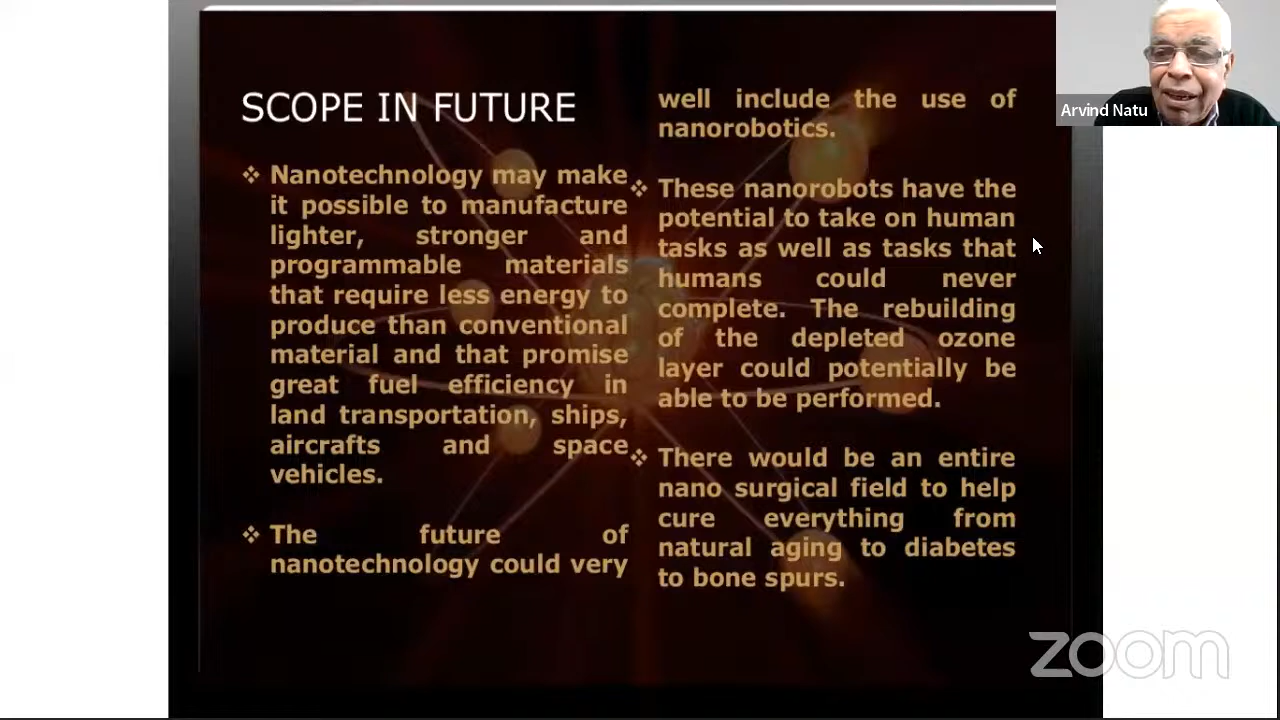 SCOPE IN FUTURE
❖ Nanotechnology may make
it possible to manufacture
lighter, stronger and
programmable materials
that require less energy to
produce than conventional
material and that promise
great fuel efficiency in
land transportation, ships,
aircrafts and space
vehicles.
❖ The future of
nanotechnology could very
well include the use of
nanorobotics.
❖ These nanorobots have the
potential to take on human
tasks as well as tasks that
humans could never
complete. The rebuilding
of the depleted ozone
layer could potentially be
able to be performed.
❖ There would be an entire
nano surgical field to help
cure everything from
natural aging to diabetes
to bone spurs.
Arvind Natu
zoom